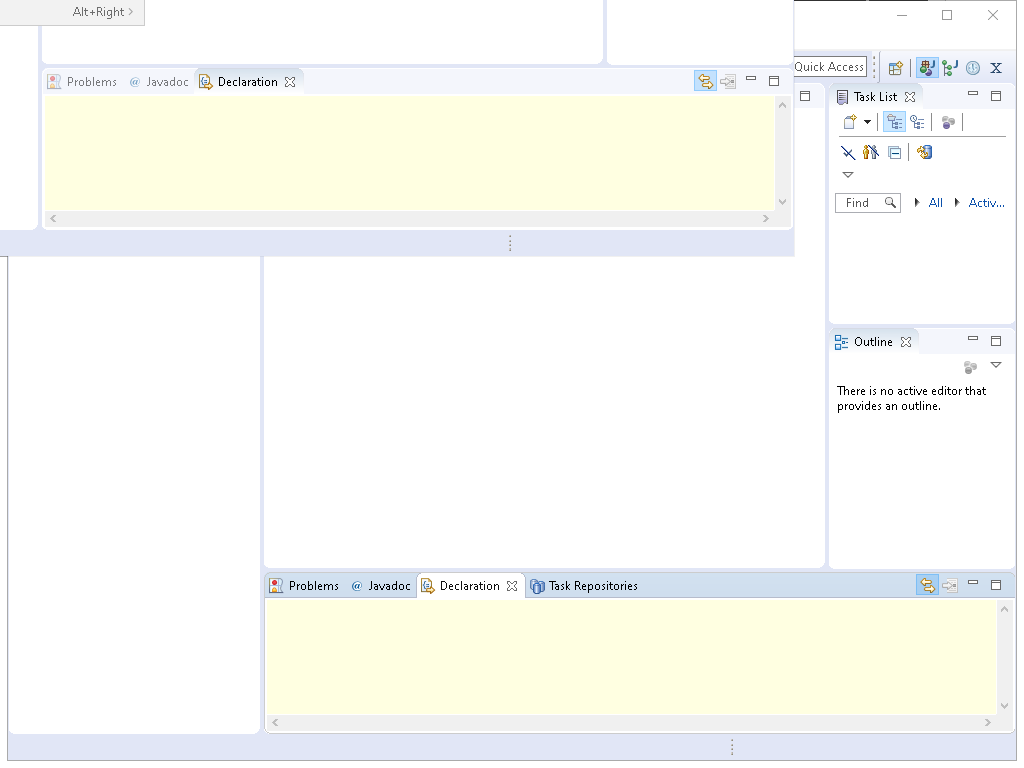 Alt+Right
Quick Access
Problems @ Javadoc Declaration
Task List
Find All Activ...
Outline
There is no active editor that
provides an outline.
Problems @ Javadoc Declaration Task Repositories